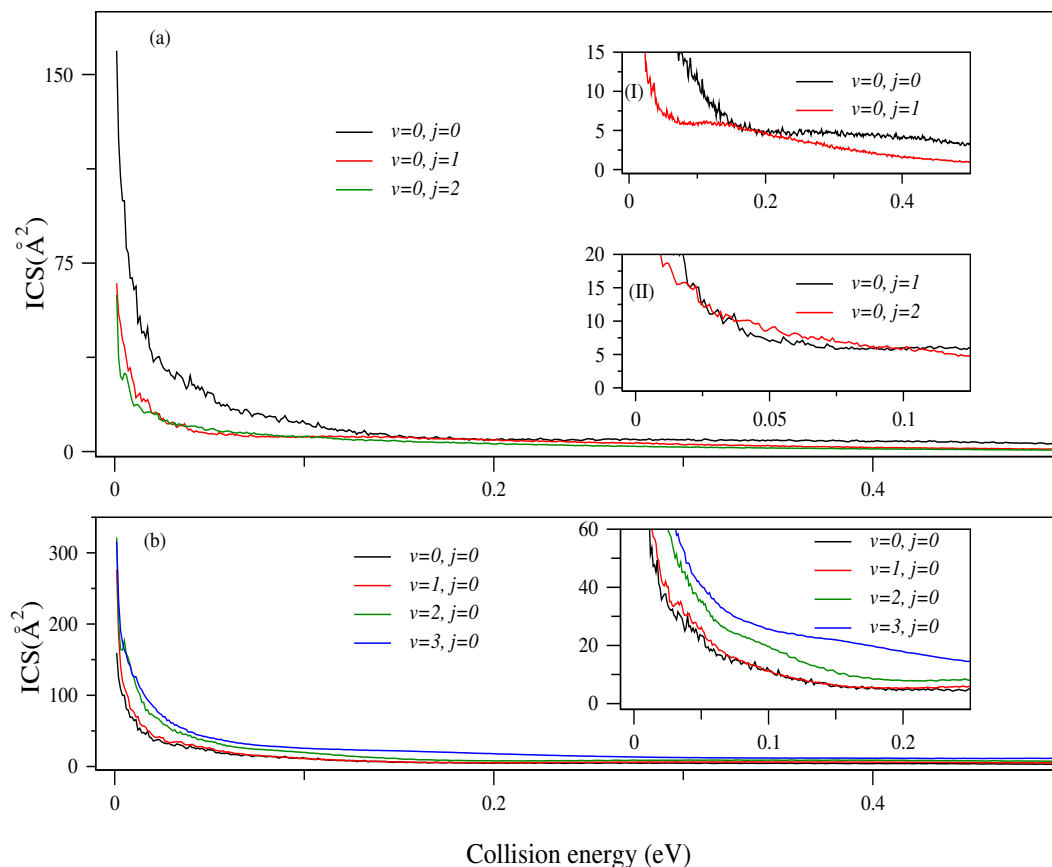 (a)
ICS(Å²)
150
75
0
v=0, j=0
v=0, j=1
v=0, j=2
0
0.2
0.4
(I)
15
10
5
0
v=0, j=0
v=0, j=1
0
0.2
0.4
(II)
20
15
10
5
0
v=0, j=1
v=0, j=2
0
0.05
0.1
(b)
ICS(Å²)
300
200
100
0
v=0, j=0
v=1, j=0
v=2, j=0
v=3, j=0
60
40
20
0
v=0, j=0
v=1, j=0
v=2, j=0
v=3, j=0
0
0.1
0.2
0
0.2
0.4
Collision energy (eV)